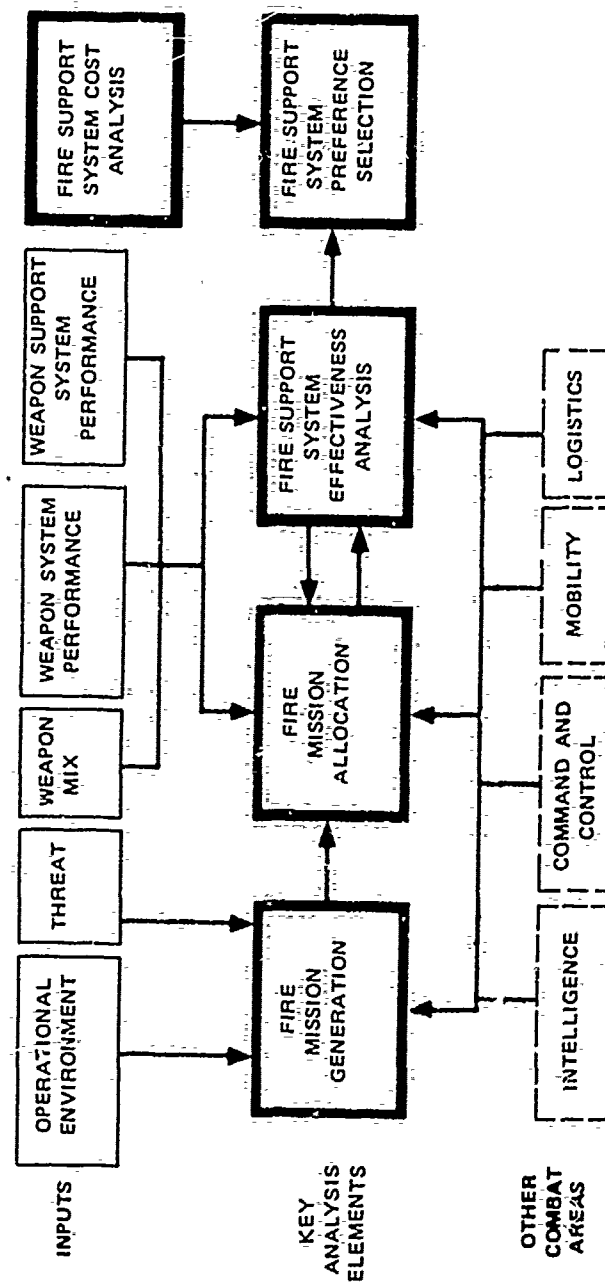 INPUTS
OPERATIONAL
ENVIRONMENT
THREAT
WEAPON
MIX
WEAPON SYSTEM
PERFORMANCE
WEAPON SUPPORT
SYSTEM
PERFORMANCE
FIRE SUPPORT
SYSTEM COST
ANALYSIS
KEY
ANALYSIS
ELEMENTS
FIRE
MISSION
GENERATION
FIRE
MISSION
ALLOCATION
FIRE SUPPORT
SYSTEM
EFFECTIVENESS
ANALYSIS
FIRE SUPPORT
SYSTEM
PREFERENCE
SELECTION
OTHER
COMBAT
AREAS
INTELLIGENCE
COMMAND AND
CONTROL
MOBILITY
LOGISTICS